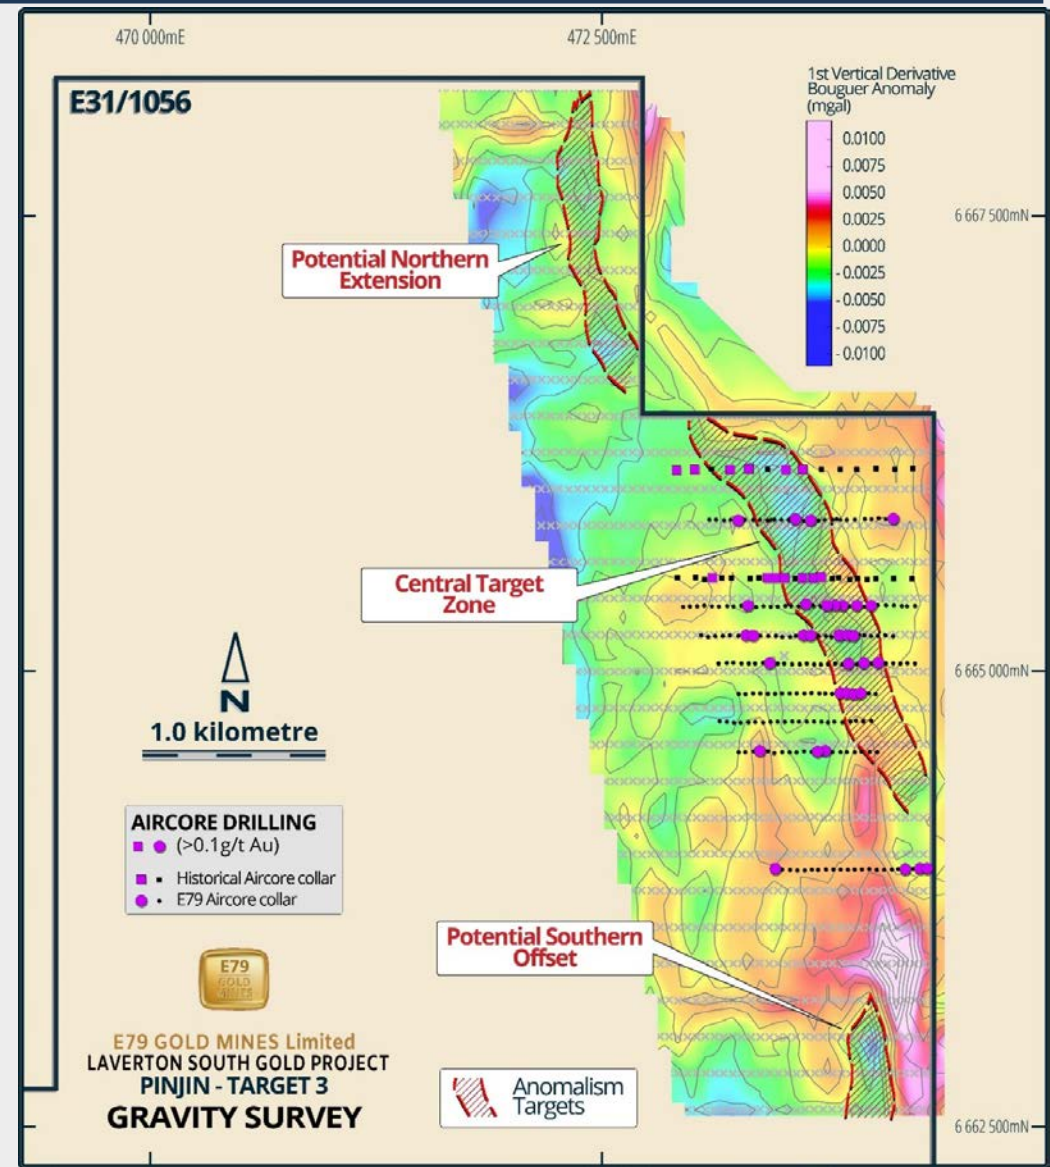 470 000mE
472 500mE
E31/1056
1st Vertical Derivative
Bouguer Anomaly
(mgal)
0.0100
0.0075
0.0050
0.0025
0.0000
-0.0025
-0.0050
-0.0075
-0.0100
6 667 500mN
Potential Northern
Extension
Central Target
Zone
6 665 000mN
N
1.0 kilometre
AIRCORE DRILLING
(>0.1g/t Au)
Historical Aircore collar
E79 Aircore collar
Potential Southern
Offset
E79
GOLD
MINES
E79 GOLD MINES Limited
LAVERTON SOUTH GOLD PROJECT
PINJIN - TARGET 3
GRAVITY SURVEY
Anomalism
Targets
6 662 500mN